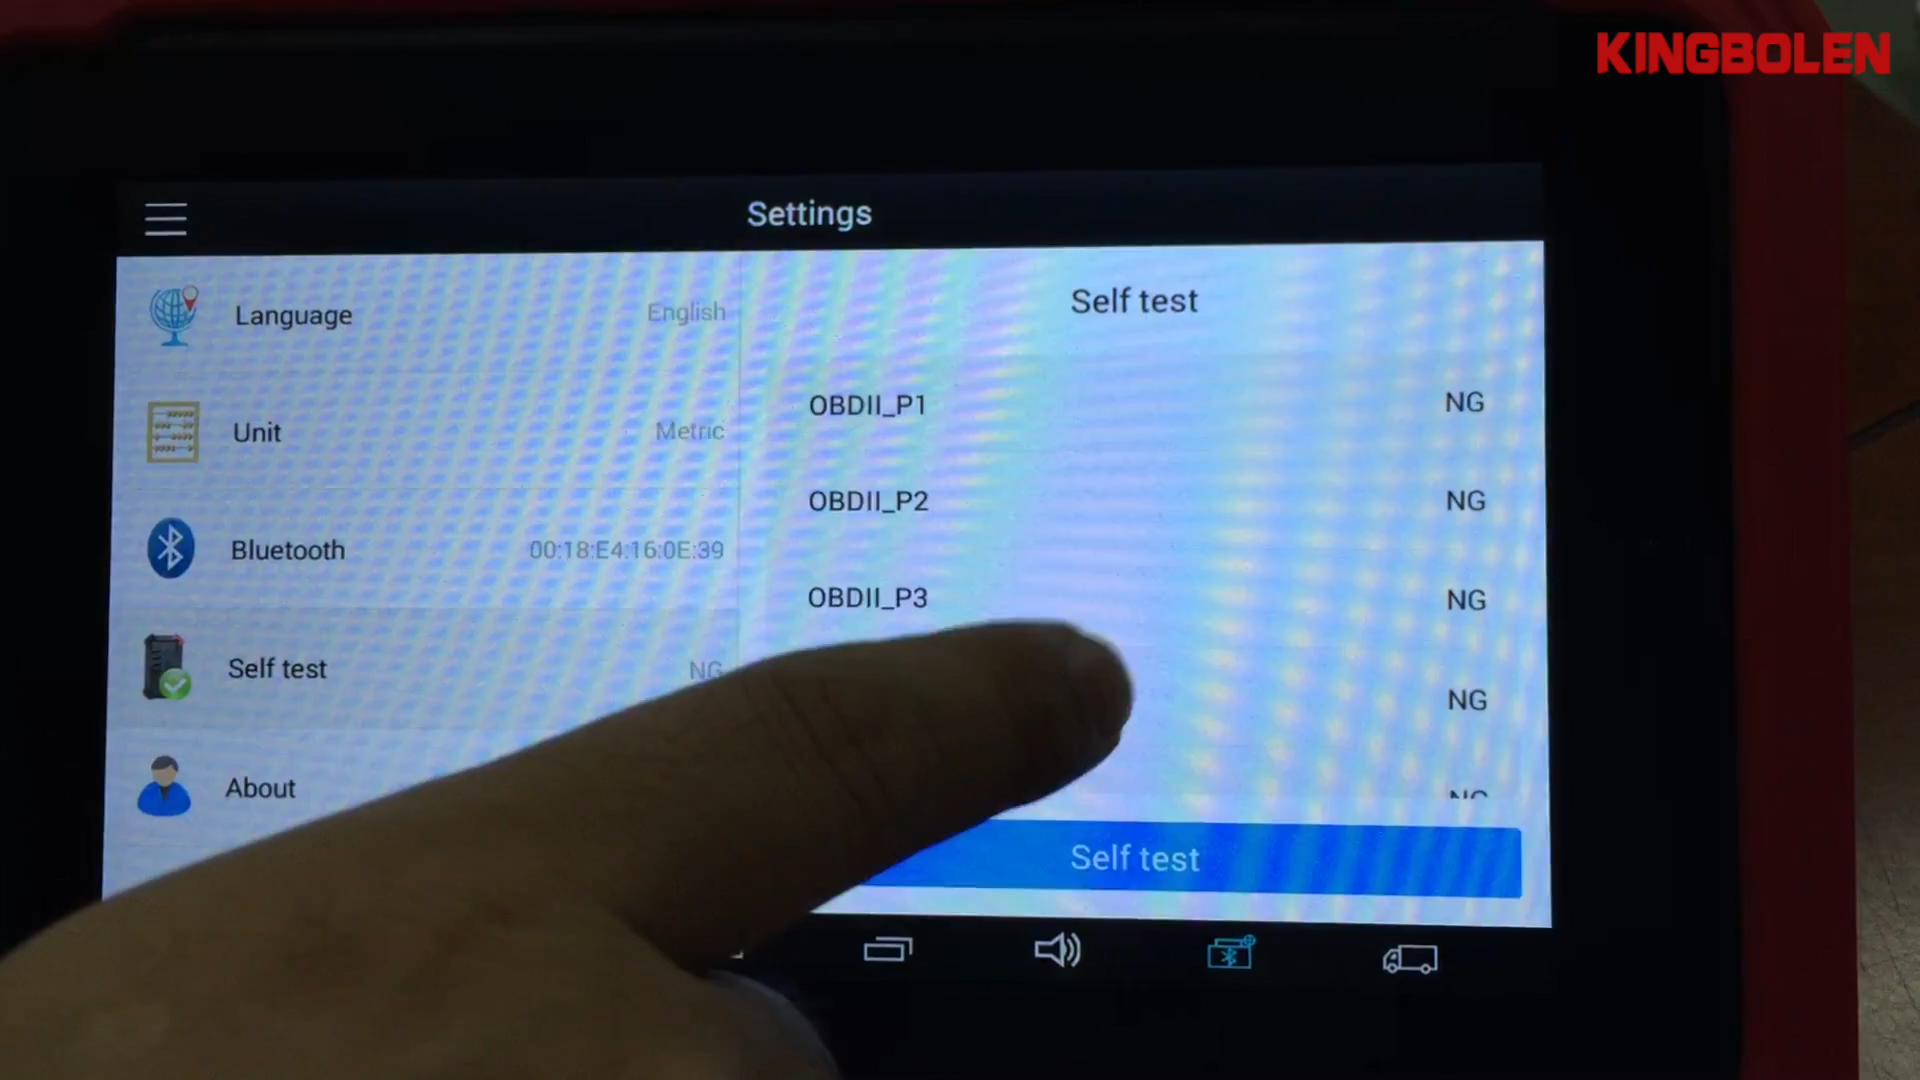 KINGBOLEN
Settings
Language English
Unit Metric
Bluetooth 00:18:E4:16:0E:39
Self test NG
About
Self test
OBDII_P1 NG
OBDII_P2 NG
OBDII_P3 NG
NG
Self test